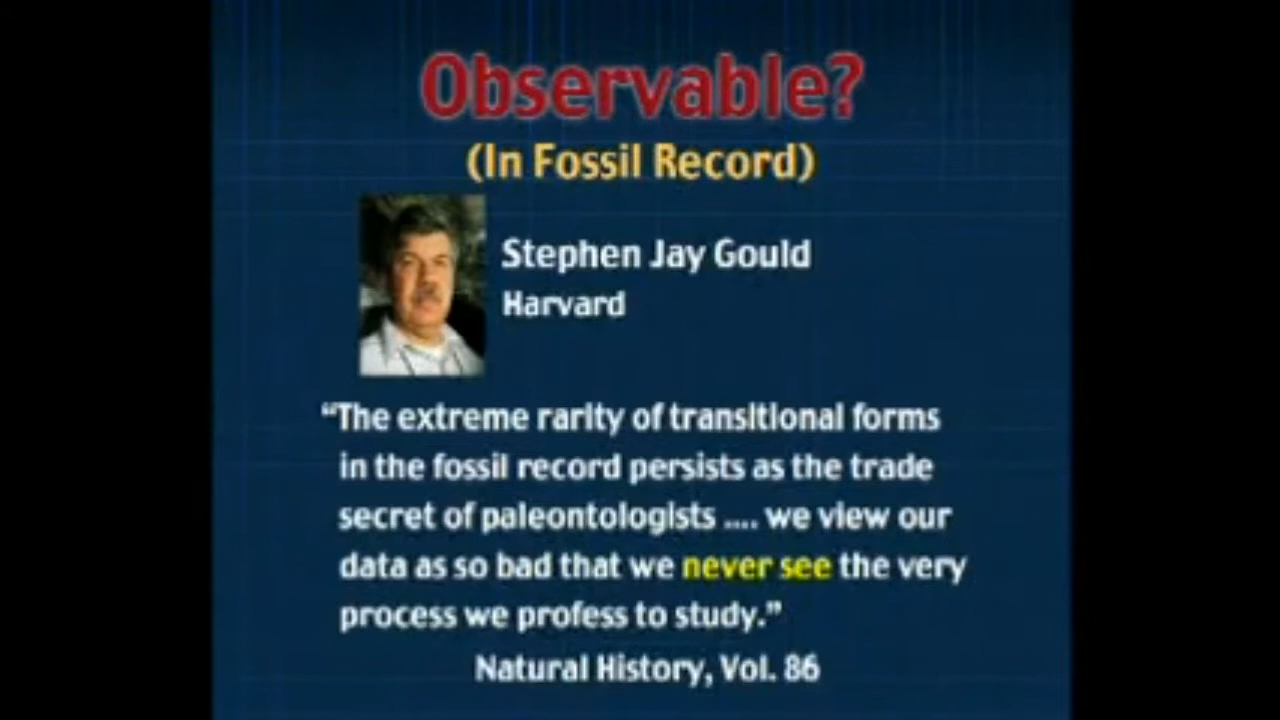 Observable?
(In Fossil Record)
Stephen Jay Gould
Harvard
“The extreme rarity of transitional forms
in the fossil record persists as the trade
secret of paleontologists .... we view our
data as so bad that we never see the very
process we profess to study.”
Natural History, Vol. 86